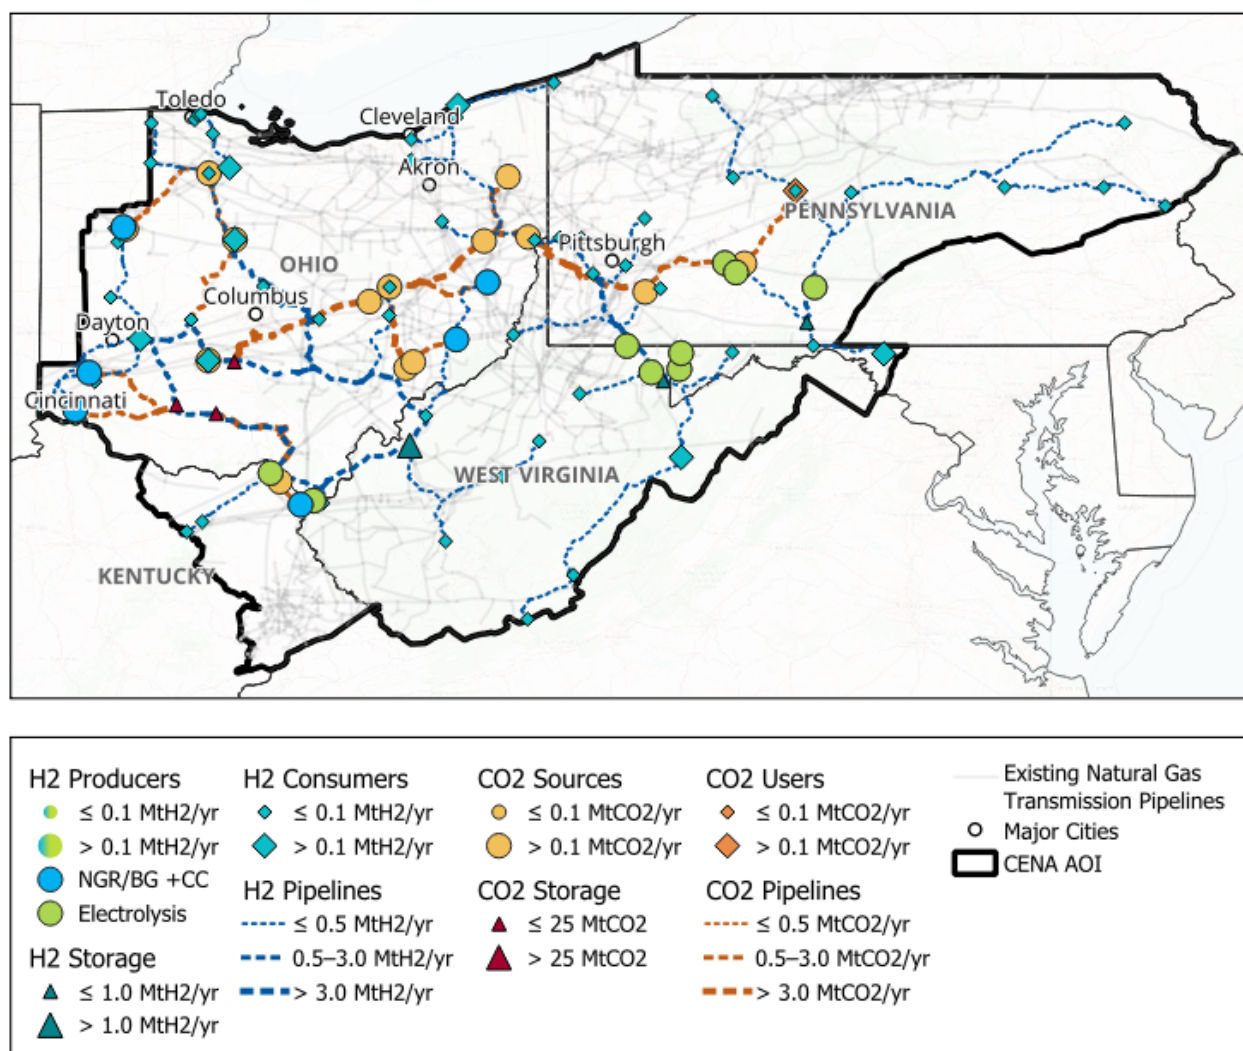 Toledo
Cleveland
Akron
PENNSYLVANIA
Pittsburgh
OHIO
Columbus
Dayton
Cincinnati
WEST VIRGINIA
KENTUCKY
H2 Producers
≤ 0.1 MtH2/yr
> 0.1 MtH2/yr
NGR/BG +CC
Electrolysis
H2 Storage
≤ 1.0 MtH2/yr
> 1.0 MtH2/yr
H2 Consumers
≤ 0.1 MtH2/yr
> 0.1 MtH2/yr
H2 Pipelines
≤ 0.5 MtH2/yr
0.5–3.0 MtH2/yr
> 3.0 MtH2/yr
CO2 Sources
≤ 0.1 MtCO2/yr
> 0.1 MtCO2/yr
CO2 Storage
≤ 25 MtCO2
> 25 MtCO2
CO2 Users
≤ 0.1 MtCO2/yr
> 0.1 MtCO2/yr
CO2 Pipelines
≤ 0.5 MtCO2/yr
0.5–3.0 MtCO2/yr
> 3.0 MtCO2/yr
Existing Natural Gas
Transmission Pipelines
Major Cities
CENA AOI